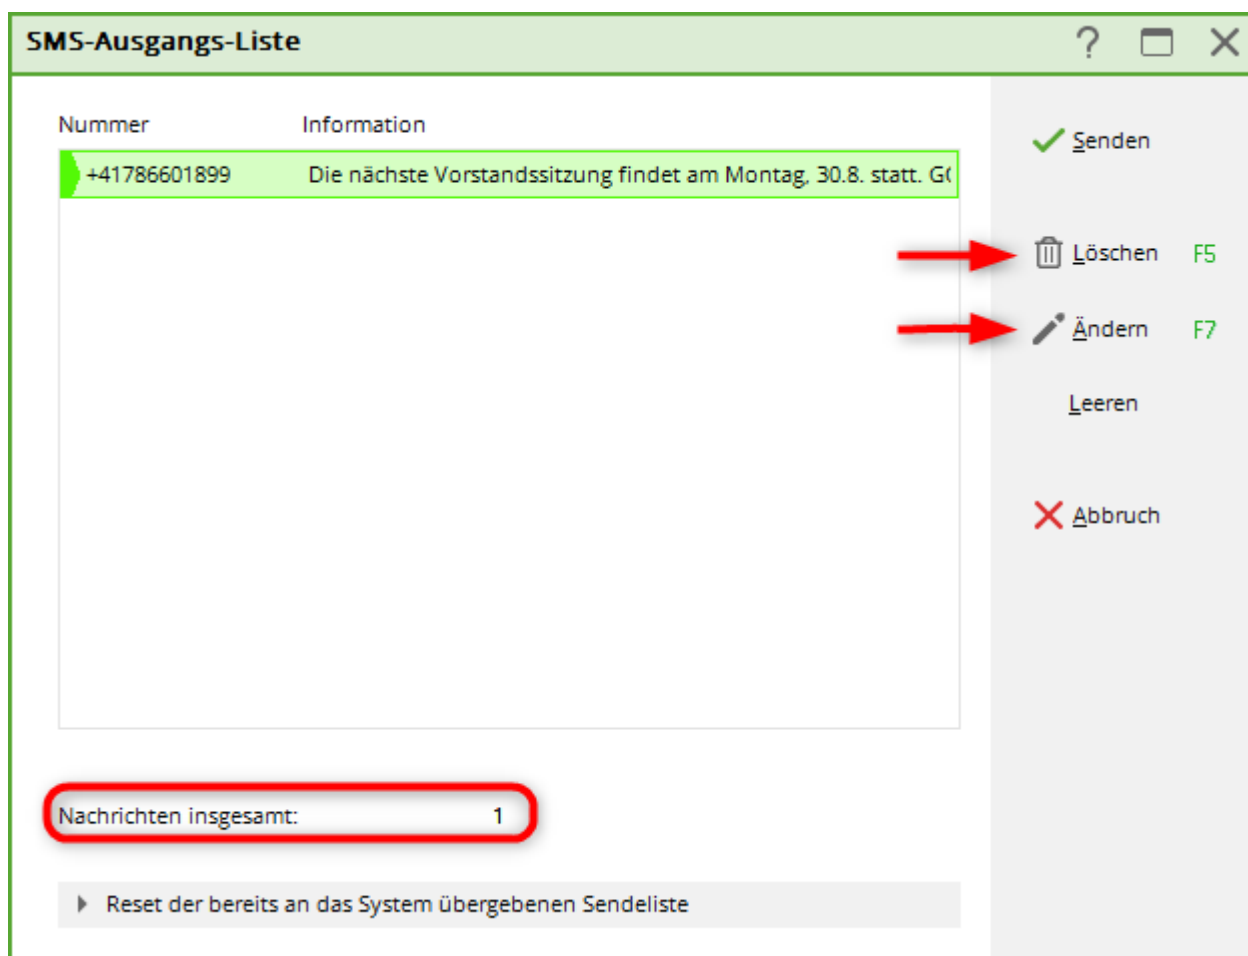 SMS-Ausgangs-Liste
Nummer Information
+41786601899 Die nächste Vorstandssitzung findet am Montag, 30.8. statt.
Senden
Löschen F5
Ändern F7
Leeren
Abbruch
Nachrichten insgesamt: 1
Reset der bereits an das System übergebenen Sendeliste